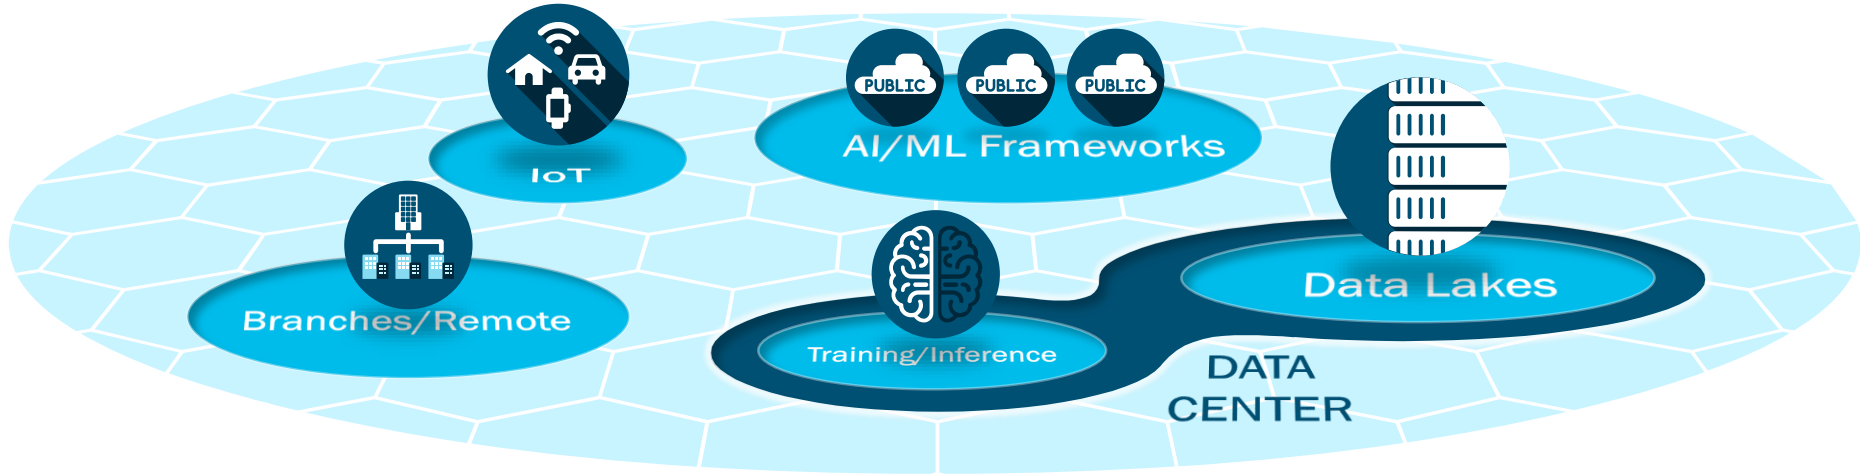 PUBLIC PUBLIC PUBLIC
AI/ML Frameworks
IoT
Data Lakes
Branches/Remote
Training/Inference
DATA
CENTER